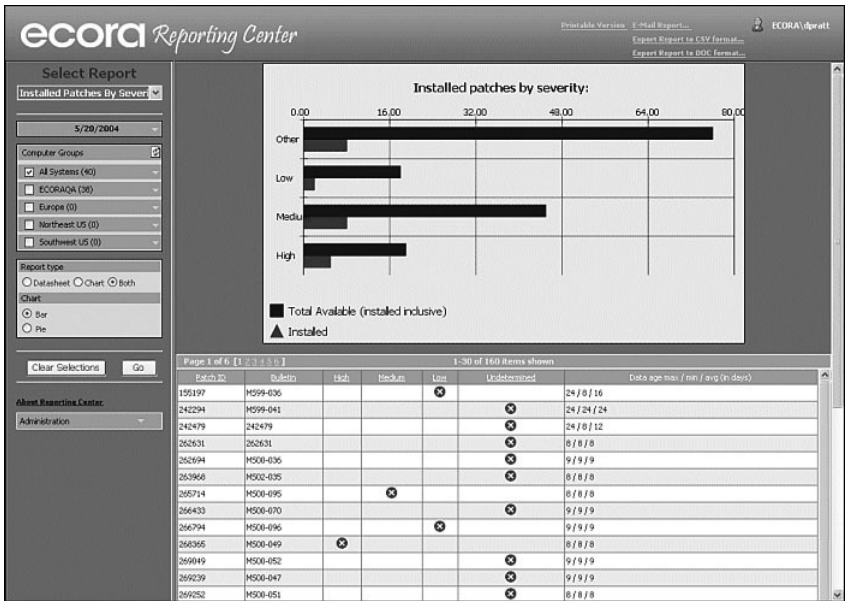 ecora Reporting Center
Printable Version E-Mail Report...
Export Report to CSV format...
Export Report to DOC format...
ECORA\dpratt
Select Report
Installed Patches By Severi
5/20/2004
Computer Groups
All Systems (40)
ECORAQA (38)
Europe (0)
Northeast US (0)
Southwest US (0)
Report type
Datasheet Chart Both
Chart
Bar
Pie
Clear Selections Go
About Reporting Center
Administration
Installed patches by severity:
0.00 16.00 32.00 48.00 64.00 80.00
Other
Low
Mediu
High
Total Available (installed inclusive)
Installed
Page 1 of 6 [1 2 3 4 5 6 ] 1-30 of 160 items shown
Patch ID Bulletin High Medium Low Undetermined Data age max / min / avg (in days)
155197 MS99-036 24 / 8 / 16
242294 MS99-041 24 / 24 / 24
242479 242479 24 / 8 / 12
262631 262631 8 / 8 / 8
262694 MS00-036 9 / 9 / 9
263968 MS02-035 8 / 8 / 8
265714 MS00-095 8 / 8 / 8
266433 MS00-070 9 / 9 / 9
266794 MS00-096 9 / 9 / 9
268365 MS00-049 8 / 8 / 8
269049 MS00-052 9 / 9 / 9
269239 MS00-047 9 / 9 / 9
269252 MS00-051 8 / 8 / 8